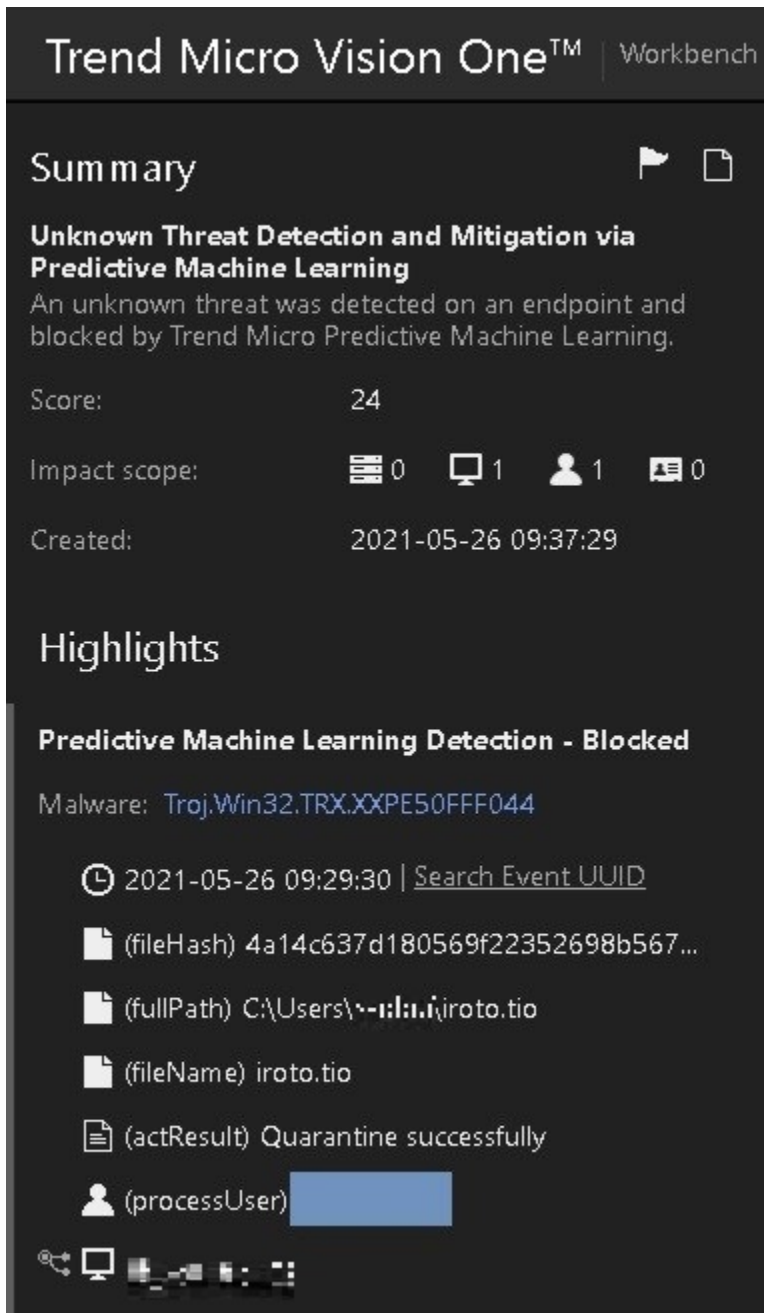 Trend Micro Vision One™ | Workbench
Summary
Unknown Threat Detection and Mitigation via
Predictive Machine Learning
An unknown threat was detected on an endpoint and
blocked by Trend Micro Predictive Machine Learning.
Score: 24
Impact scope: 0 1 1 0
Created: 2021-05-26 09:37:29
Highlights
Predictive Machine Learning Detection - Blocked
Malware: Troj.Win32.TRX.XXPE50FFF044
2021-05-26 09:29:30 | Search Event UUID
(fileHash) 4a14c637d180569f22352698b567...
(fullPath) C:\Users\ \iroto.tio
(fileName) iroto.tio
(actResult) Quarantine successfully
(processUser)